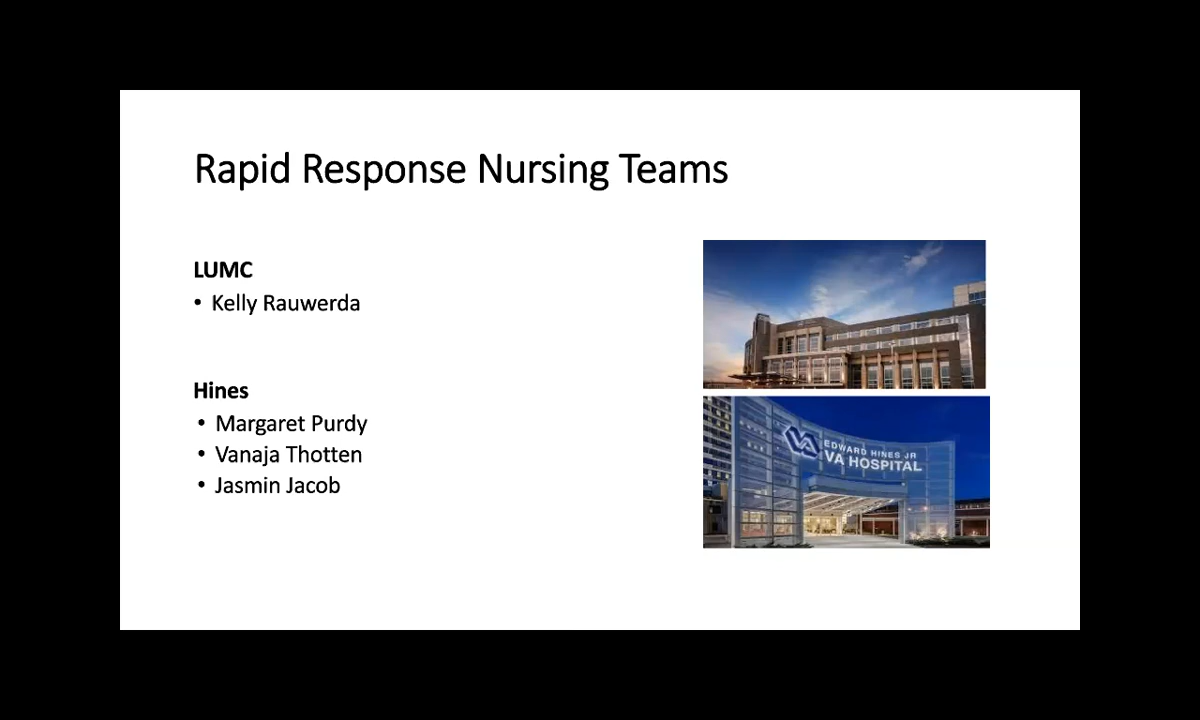 Rapid Response Nursing Teams
LUMC
• Kelly Rauwerda
Hines
• Margaret Purdy
• Vanaja Thotten
• Jasmin Jacob
VA EDWARD HINES JR
VA HOSPITAL